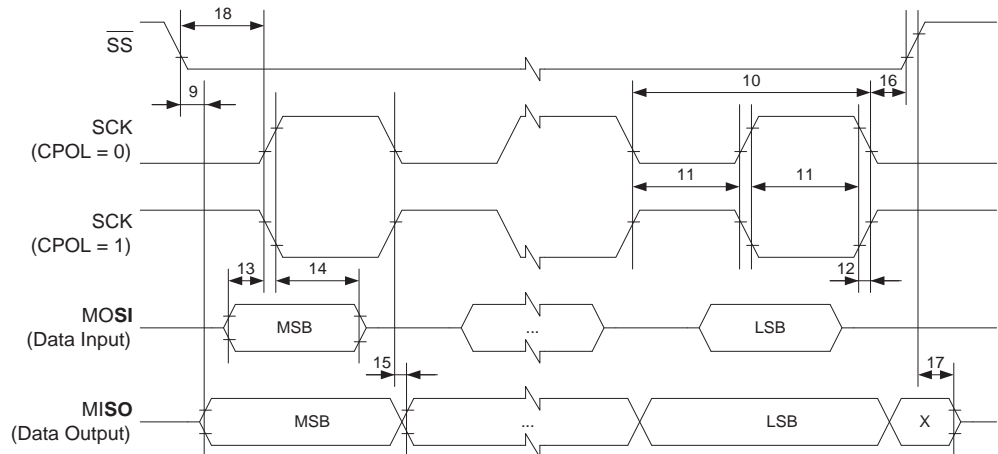 18
SS
10
16
9
SCK
(CPOL = 0)
11
11
SCK
(CPOL = 1)
13
14
12
MOSI
(Data Input)
MSB
...
LSB
15
17
MISO
(Data Output)
MSB
...
LSB
X